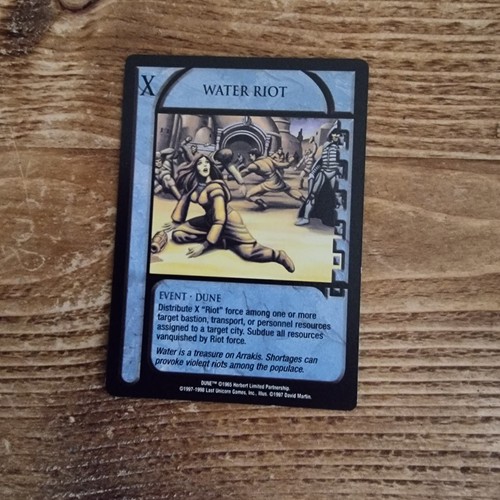 X
WATER RIOT
EVENT · DUNE
Distribute X "Riot" force among one or more
target bastion, transport, or personnel resources
assigned to a target city. Subdue all resources
vanquished by Riot force.
Water is a treasure on Arrakis. Shortages can
provoke violent riots among the populace.
DUNE™ ©1965 Herbert Limited Partnership.
©1997-1998 Last Unicorn Games, Inc., Illus. ©1997 David Martin.